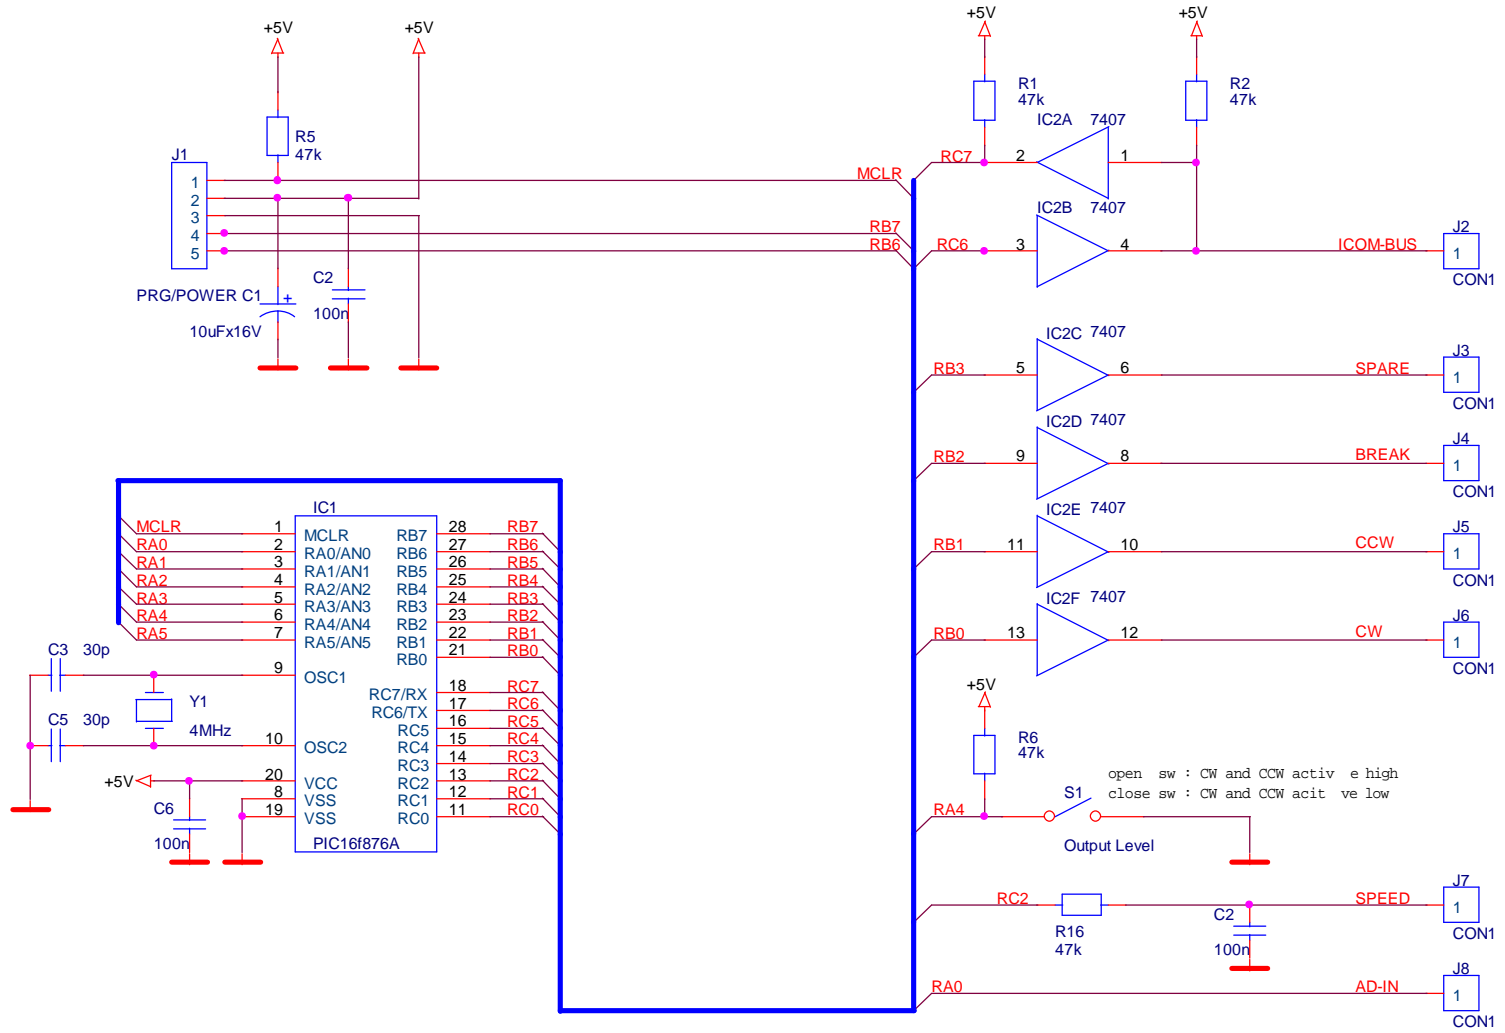 +5V
+5V
+5V
+5V
R5
47k
R1
47k
R2
47k
J1
1
2
3
4
5
PRG/POWER
C1
+
10uFx16V
C2
100n
MCLR
RB7
RB6
IC2A 7407
RC7
2
1
IC2B 7407
RC6
3
4
ICOM-BUS
J2
1
CON1
IC2C 7407
RB3
5
6
SPARE
J3
1
CON1
IC2D 7407
RB2
9
8
BREAK
J4
1
CON1
IC2E 7407
RB1
11
10
CCW
J5
1
CON1
IC2F 7407
RB0
13
12
CW
J6
1
CON1
IC1
MCLR 1 MCLR
RA0 2 RA0/AN0
RA1 3 RA1/AN1
RA2 4 RA2/AN2
RA3 5 RA3/AN3
RA4 6 RA4/AN4
RA5 7 RA5/AN5
9 OSC1
10 OSC2
20 VCC
8 VSS
19 VSS
RB7 28 RB7
RB6 27 RB6
RB5 26 RB5
RB4 25 RB4
RB3 24 RB3
RB2 23 RB2
RB1 22 RB1
RB0 21 RB0
RC7/RX 18 RC7
RC6/TX 17 RC6
RC5 16 RC5
RC4 15 RC4
RC3 14 RC3
RC2 13 RC2
RC1 12 RC1
RC0 11 RC0
PIC16f876A
C3 30p
C5 30p
Y1
4MHz
+5V
C6
100n
+5V
R6
47k
RA4
S1
Output Level
open sw : CW and CCW activ e high
close sw : CW and CCW acit ve low
RC2
R16
47k
C2
100n
SPEED
J7
1
CON1
RA0
AD-IN
J8
1
CON1